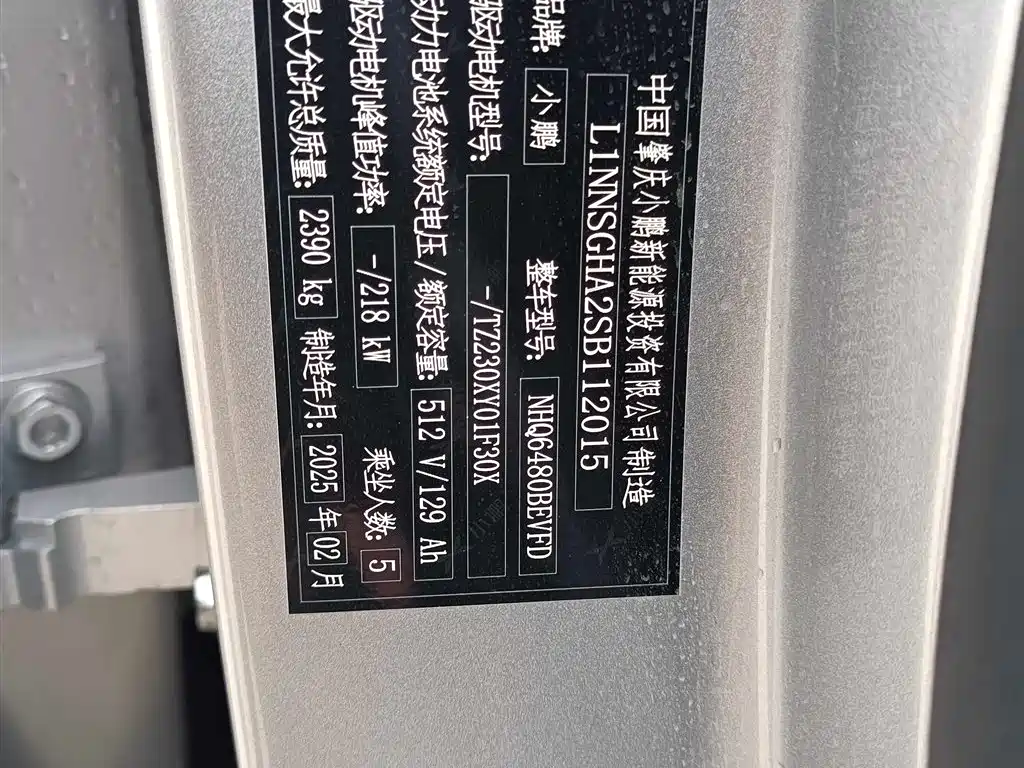 中国肇庆小鹏新能源投资有限公司制造
L1NNSGHA2SB112015
品牌: 小鹏 整车型号: NHQ6480BEVFD
驱动电机型号: -/TZ230XY01F30X
动力电池系统额定电压/额定容量: 512 V/129 Ah
驱动电机峰值功率: -/218 kW 乘坐人数: 5
最大允许总质量: 2390 kg 制造年月: 2025 年 02 月